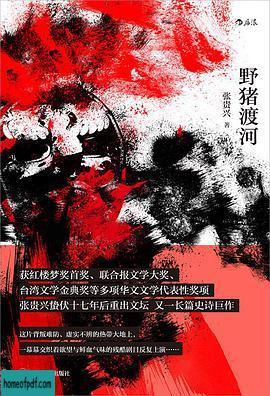 后浪
野猪渡河
张贵兴 著
获红楼梦奖首奖、联合报文学大奖、
台湾文学金典奖等多项华文文学代表性奖项
张贵兴蛰伏十七年后重出文坛 又一长篇史诗巨作
这片背叛难防、虚实不辨的热带大地上，
一幕幕交织着欲望与鲜血气味的残酷剧目反复上演……
出版社
homeofpdf.com